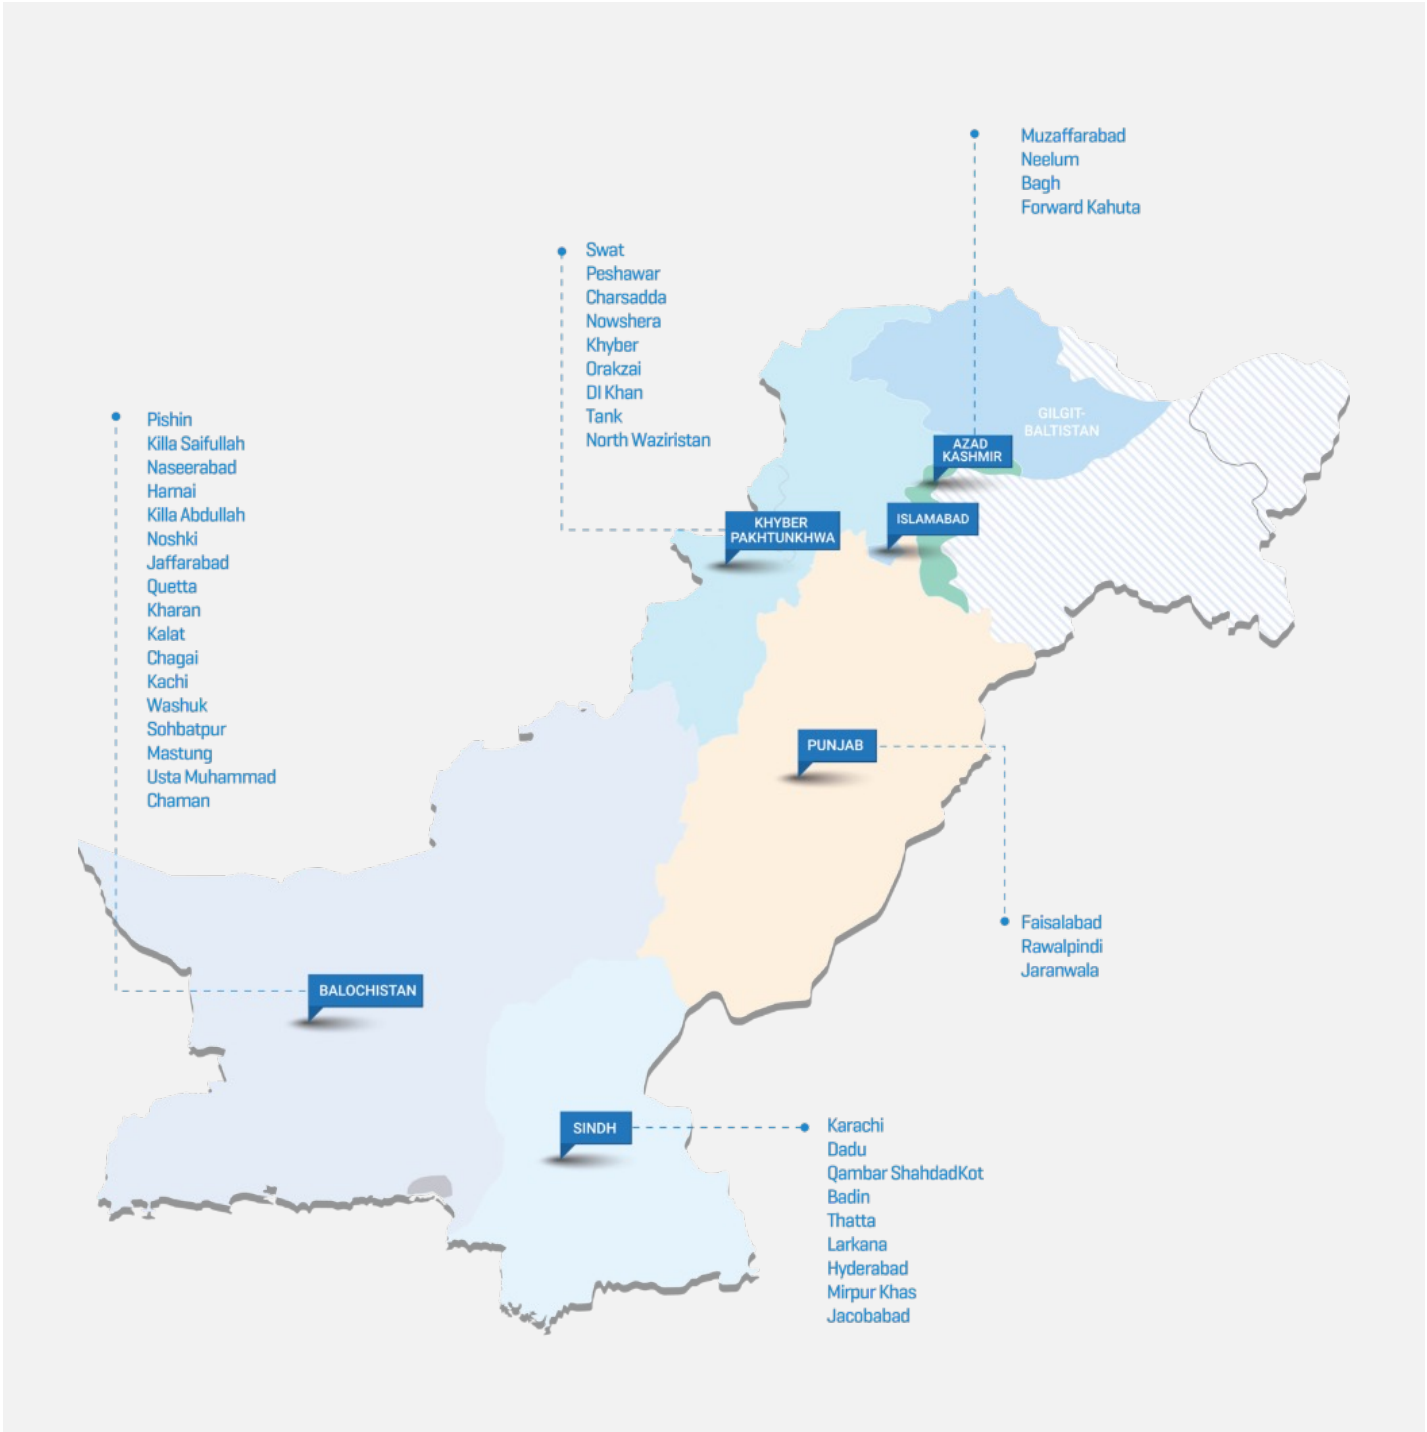 Muzaffarabad
Neelum
Bagh
Forward Kahuta
Swat
Peshawar
Charsadda
Nowshera
Khyber
Orakzai
DI Khan
Tank
North Waziristan
Pishin
Killa Saifullah
Naseerabad
Harnai
Killa Abdullah
Noshki
Jaffarabad
Quetta
Kharan
Kalat
Chagai
Kachi
Washuk
Sohbatpur
Mastung
Usta Muhammad
Chaman
GILGIT-
BALTISTAN
AZAD
KASHMIR
ISLAMABAD
KHYBER
PAKHTUNKHWA
PUNJAB
Faisalabad
Rawalpindi
Jaranwala
BALOCHISTAN
SINDH
Karachi
Dadu
Qambar ShahdadKot
Badin
Thatta
Larkana
Hyderabad
Mirpur Khas
Jacobabad